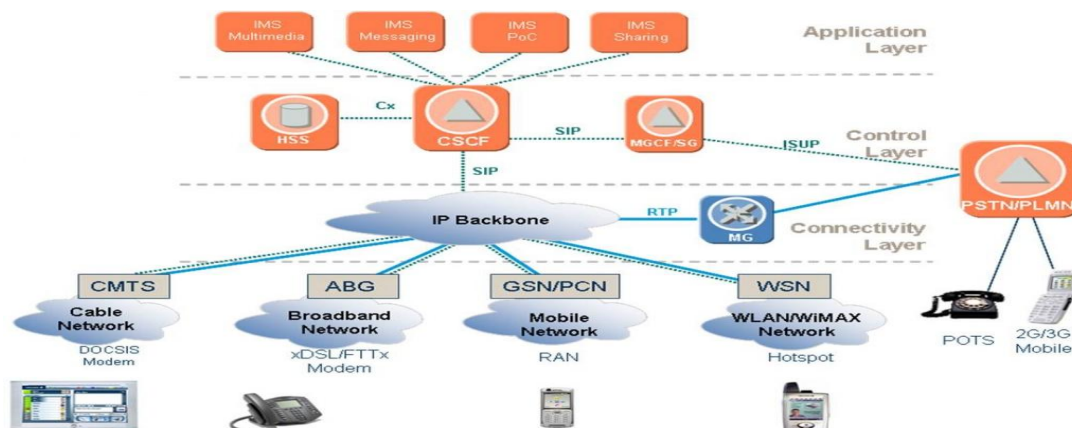 IMS
Multimedia
IMS
Messaging
IMS
PoC
IMS
Sharing
Application
Layer
Cx
HSS
CSCF
SIP
MGCF/SG
ISUP
Control
Layer
SIP
PSTN/PLMN
IP Backbone
RTP
MG
Connectivity
Layer
CMTS
Cable
Network
DOCSIS
Modem
ABG
Broadband
Network
xDSL/FTTx
Modem
GSN/PCN
Mobile
Network
RAN
WSN
WLAN/WiMAX
Network
Hotspot
POTS
2G/3G
Mobile